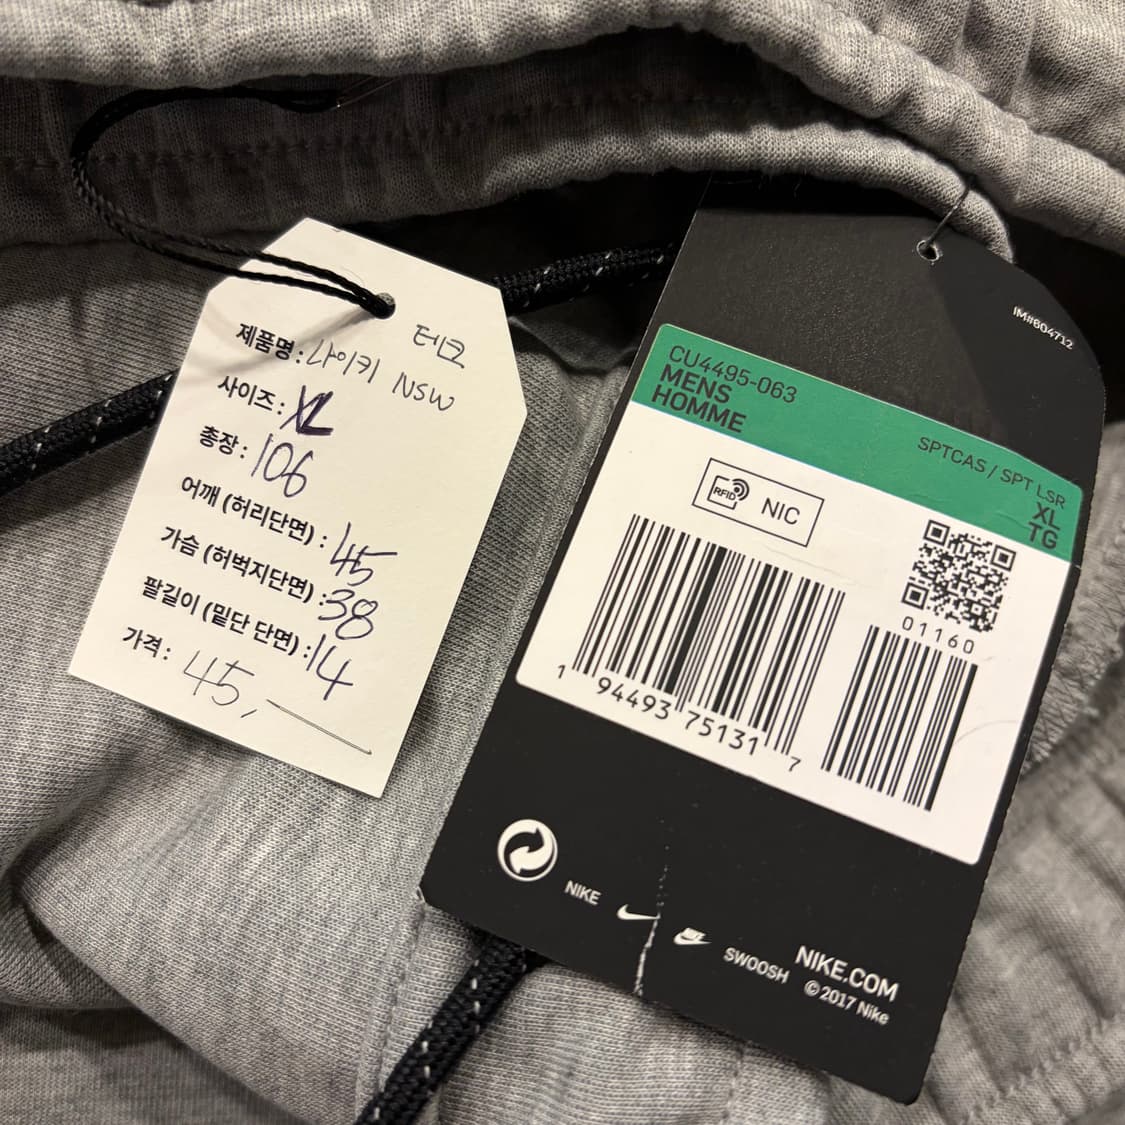 제품명: 나이키 테크
NSW
사이즈: XL
총장: 106
어깨 (허리단면) : 45
가슴 (허벅지단면) : 38
팔길이 (밑단 단면) : 14
가격: 45,
IM#604712
CU4495-063
MENS
HOMME
SPTCAS / SPT LSR
XL
TG
RFID
NIC
01160
1 94493 75131 7
NIKE
SWOOSH
NIKE.COM
© 2017 Nike